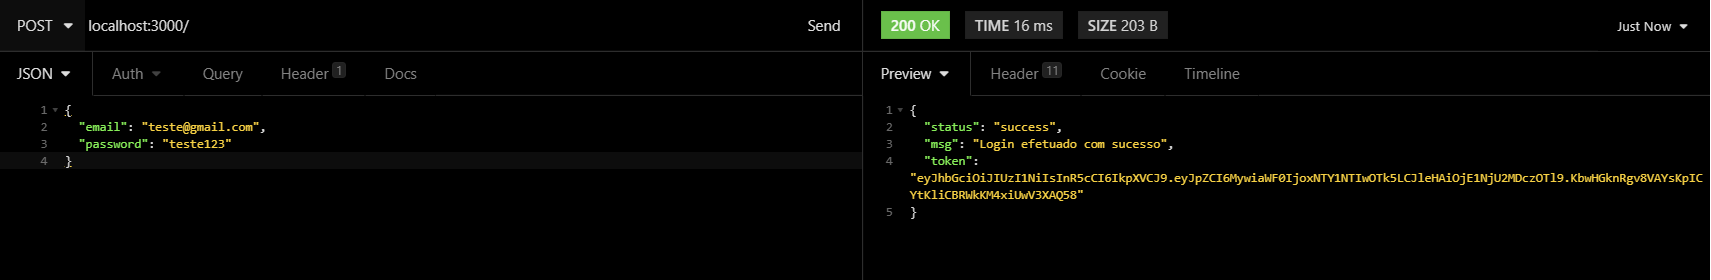 POST localhost:3000/ Send
JSON Auth Query Header 1 Docs
1 {
2 "email": "teste@gmail.com",
3 "password": "teste123"
4 }
200 OK TIME 16 ms SIZE 203 B Just Now
Preview Header 11 Cookie Timeline
1 {
2 "status": "success",
3 "msg": "Login efetuado com sucesso",
4 "token":
"eyJhbGciOiJIUzI1NiIsInR5cCI6IkpXVCJ9.eyJpZCI6MywiaWF0IjoxNTY1NTIwOTk5LCJleHAiOjE1NjU2MDczOTl9.KbwHGknRgv8VAYsKpIC
YtKliCBRWkKM4xiUwV3XAQ58"
5 }